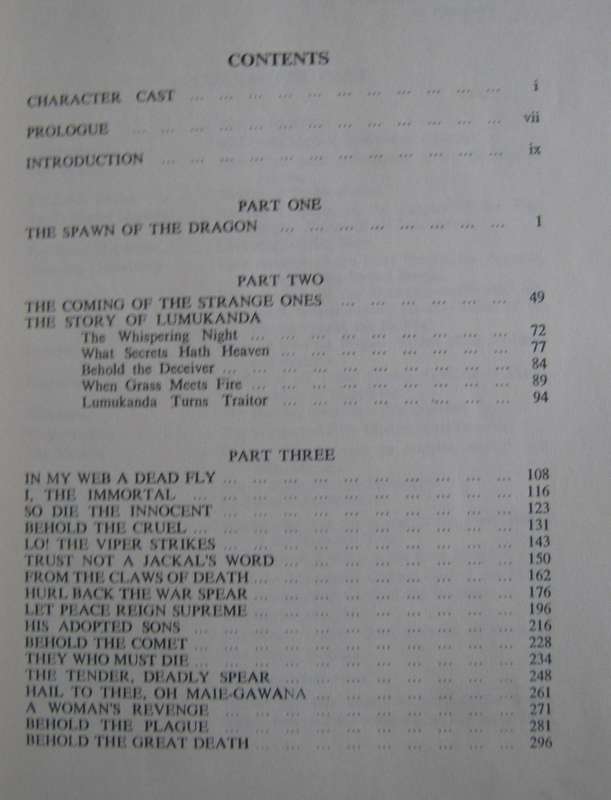 CONTENTS
CHARACTER CAST ... ... ... ... ... ... ... ... ... ... ... i
PROLOGUE ... ... ... ... ... ... ... ... ... ... ... ... ... vii
INTRODUCTION ... ... ... ... ... ... ... ... ... ... ... ... ix
PART ONE
THE SPAWN OF THE DRAGON ... ... ... ... ... ... ... ... 1
PART TWO
THE COMING OF THE STRANGE ONES ... ... ... ... ... ... 49
THE STORY OF LUMUKANDA
The Whispering Night ... ... ... ... ... ... ... ... ... 72
What Secrets Hath Heaven ... ... ... ... ... ... ... ... 77
Behold the Deceiver ... ... ... ... ... ... ... ... ... ... 84
When Grass Meets Fire ... ... ... ... ... ... ... ... ... 89
Lumukanda Turns Traitor ... ... ... ... ... ... ... ... 94
PART THREE
IN MY WEB A DEAD FLY ... ... ... ... ... ... ... ... ... ... 108
I, THE IMMORTAL ... ... ... ... ... ... ... ... ... ... ... 116
SO DIE THE INNOCENT ... ... ... ... ... ... ... ... ... ... 123
BEHOLD THE CRUEL ... ... ... ... ... ... ... ... ... ... ... 131
LO! THE VIPER STRIKES ... ... ... ... ... ... ... ... ... ... 143
TRUST NOT A JACKAL'S WORD ... ... ... ... ... ... ... ... 150
FROM THE CLAWS OF DEATH ... ... ... ... ... ... ... ... ... 162
HURL BACK THE WAR SPEAR ... ... ... ... ... ... ... ... ... 176
LET PEACE REIGN SUPREME ... ... ... ... ... ... ... ... ... 196
HIS ADOPTED SONS ... ... ... ... ... ... ... ... ... ... ... 216
BEHOLD THE COMET ... ... ... ... ... ... ... ... ... ... ... 228
THEY WHO MUST DIE ... ... ... ... ... ... ... ... ... ... ... 234
THE TENDER, DEADLY SPEAR ... ... ... ... ... ... ... ... 248
HAIL TO THEE, OH MAIE-GAWANA ... ... ... ... ... ... ... 261
A WOMAN'S REVENGE ... ... ... ... ... ... ... ... ... ... 271
BEHOLD THE PLAGUE ... ... ... ... ... ... ... ... ... ... 281
BEHOLD THE GREAT DEATH ... ... ... ... ... ... ... ... ... 296